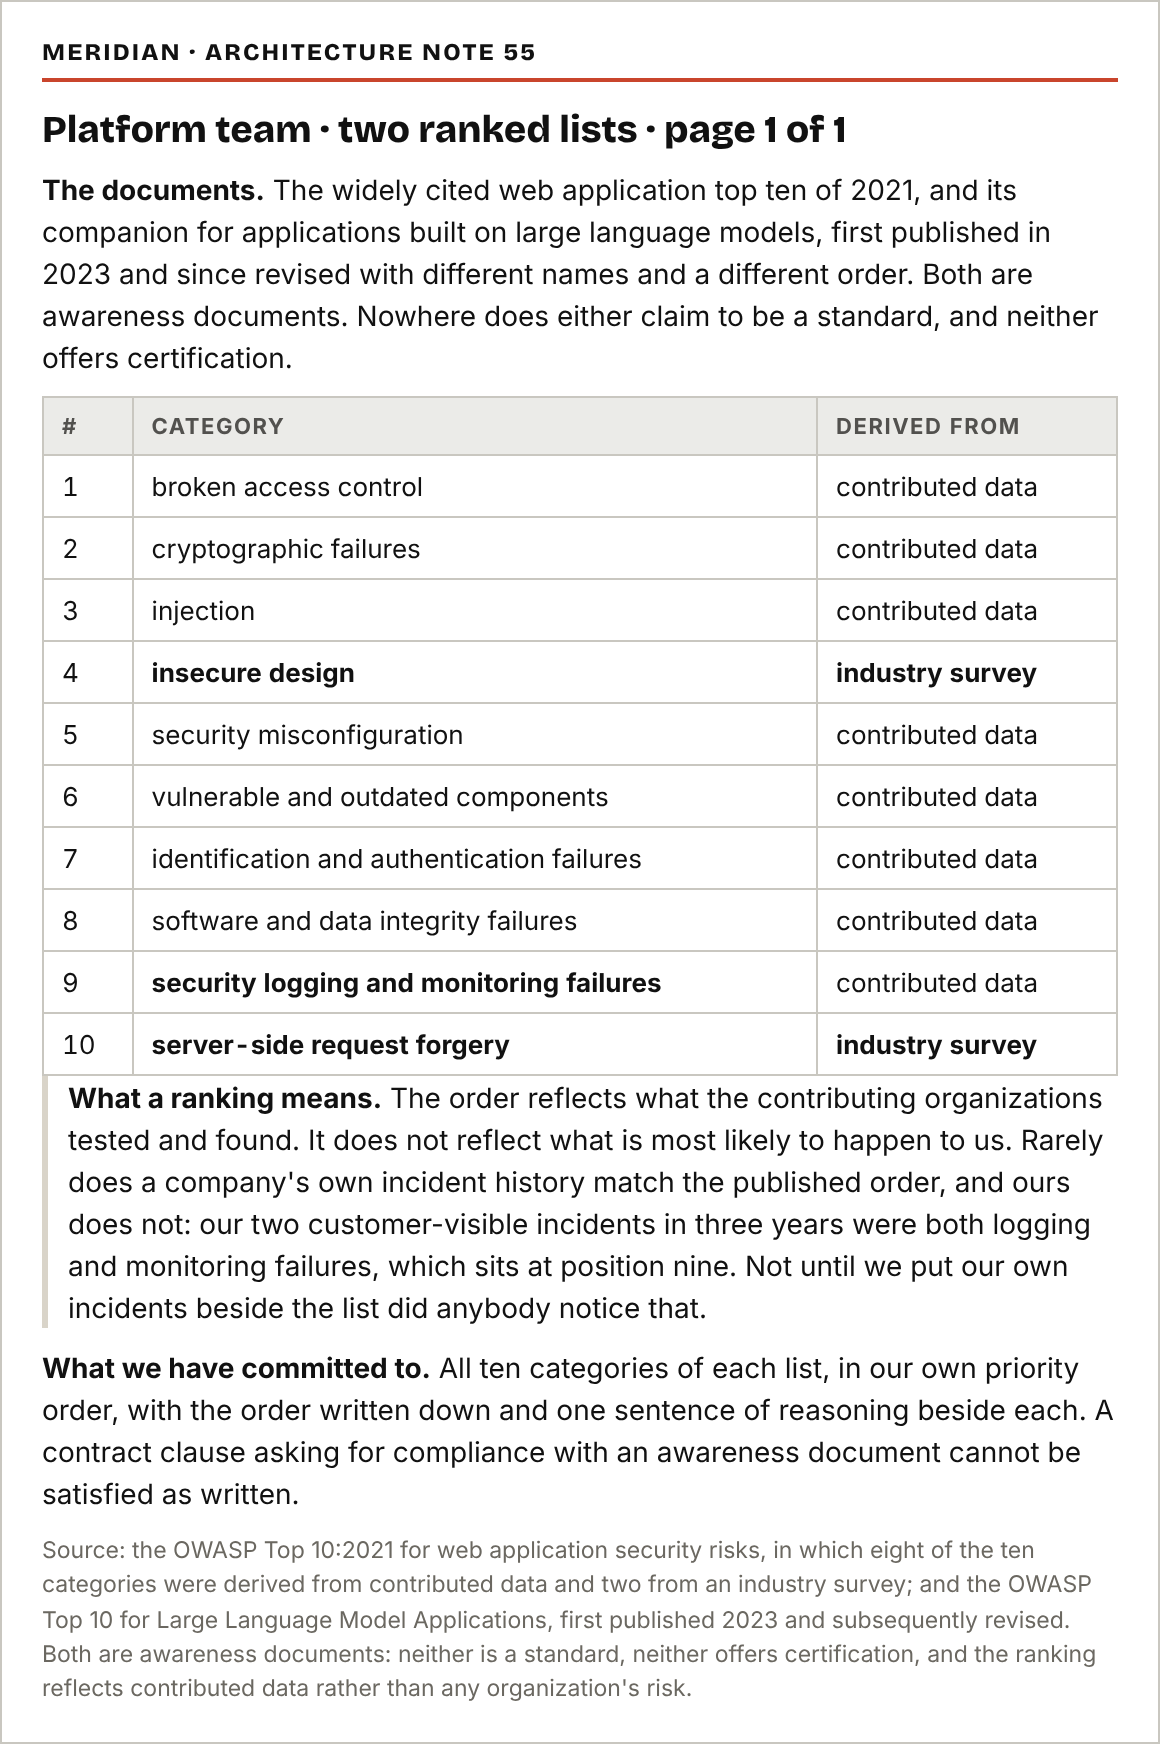 MERIDIAN · ARCHITECTURE NOTE 55
Platform team · two ranked lists · page 1 of 1
The documents. The widely cited web application top ten of 2021, and its
companion for applications built on large language models, first published in
2023 and since revised with different names and a different order. Both are
awareness documents. Nowhere does either claim to be a standard, and neither
offers certification.
# CATEGORY DERIVED FROM
1 broken access control contributed data
2 cryptographic failures contributed data
3 injection contributed data
4 insecure design industry survey
5 security misconfiguration contributed data
6 vulnerable and outdated components contributed data
7 identification and authentication failures contributed data
8 software and data integrity failures contributed data
9 security logging and monitoring failures contributed data
10 server-side request forgery industry survey
What a ranking means. The order reflects what the contributing organizations
tested and found. It does not reflect what is most likely to happen to us. Rarely
does a company's own incident history match the published order, and ours
does not: our two customer-visible incidents in three years were both logging
and monitoring failures, which sits at position nine. Not until we put our own
incidents beside the list did anybody notice that.
What we have committed to. All ten categories of each list, in our own priority
order, with the order written down and one sentence of reasoning beside each. A
contract clause asking for compliance with an awareness document cannot be
satisfied as written.
Source: the OWASP Top 10:2021 for web application security risks, in which eight of the ten
categories were derived from contributed data and two from an industry survey; and the OWASP
Top 10 for Large Language Model Applications, first published 2023 and subsequently revised.
Both are awareness documents: neither is a standard, neither offers certification, and the ranking
reflects contributed data rather than any organization's risk.